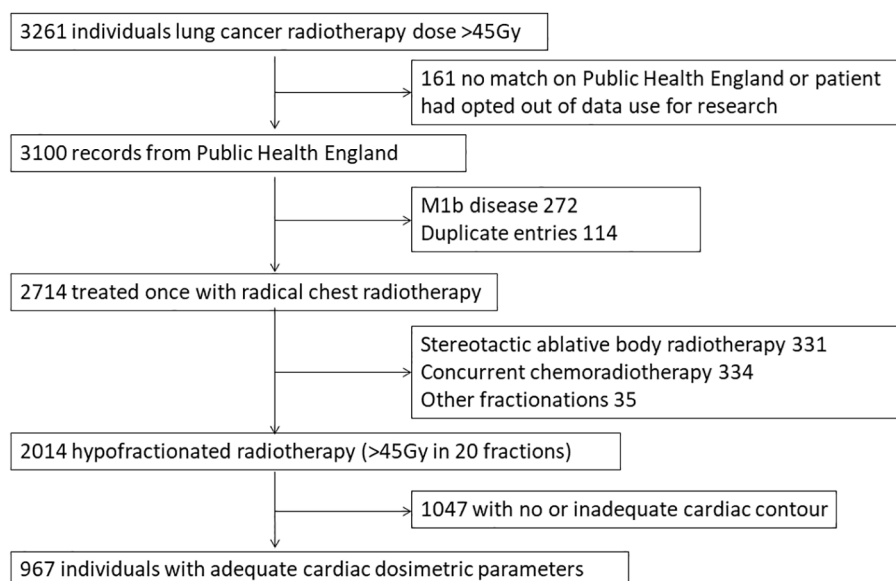 3261 individuals lung cancer radiotherapy dose >45Gy
161 no match on Public Health England or patient
had opted out of data use for research
3100 records from Public Health England
M1b disease 272
Duplicate entries 114
2714 treated once with radical chest radiotherapy
Stereotactic ablative body radiotherapy 331
Concurrent chemoradiotherapy 334
Other fractionations 35
2014 hypofractionated radiotherapy (>45Gy in 20 fractions)
1047 with no or inadequate cardiac contour
967 individuals with adequate cardiac dosimetric parameters